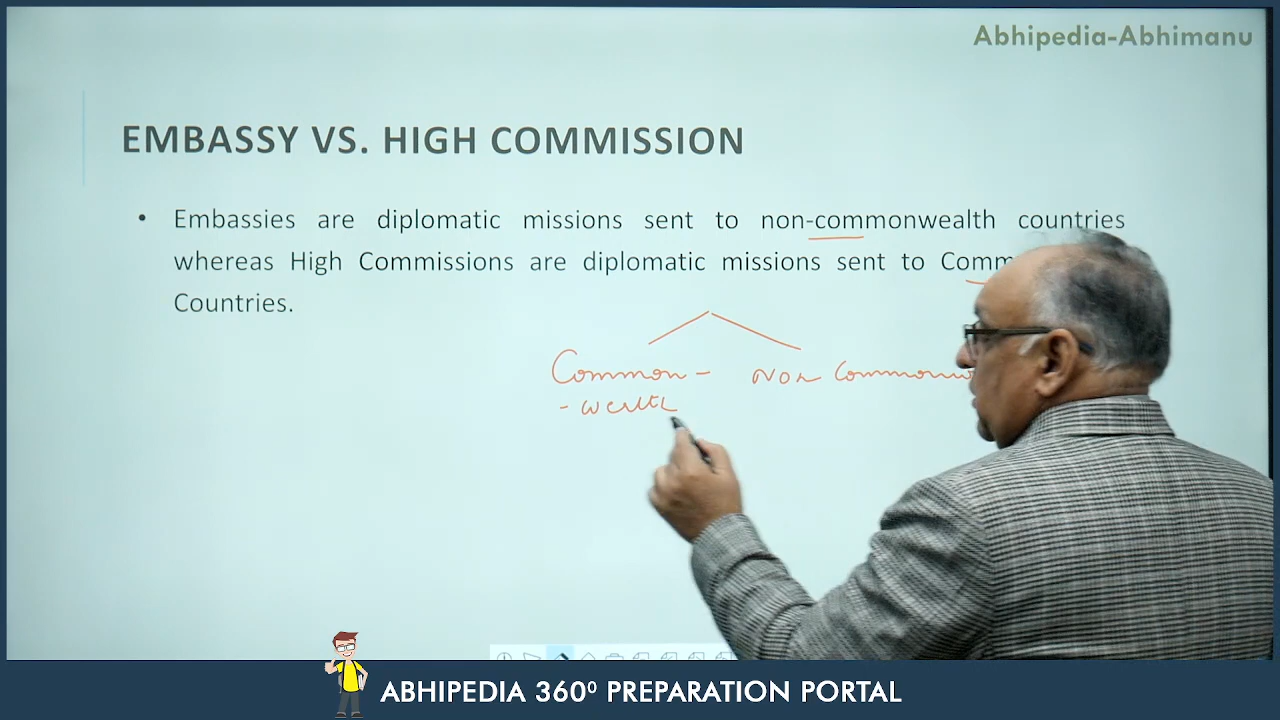 Abhipedia-Abhimanu
EMBASSY VS. HIGH COMMISSION
• Embassies are diplomatic missions sent to non-commonwealth countries
whereas High Commissions are diplomatic missions sent to Comm
Countries.
Common - Non Commonw
- wealth
ABHIPEDIA 360⁰ PREPARATION PORTAL